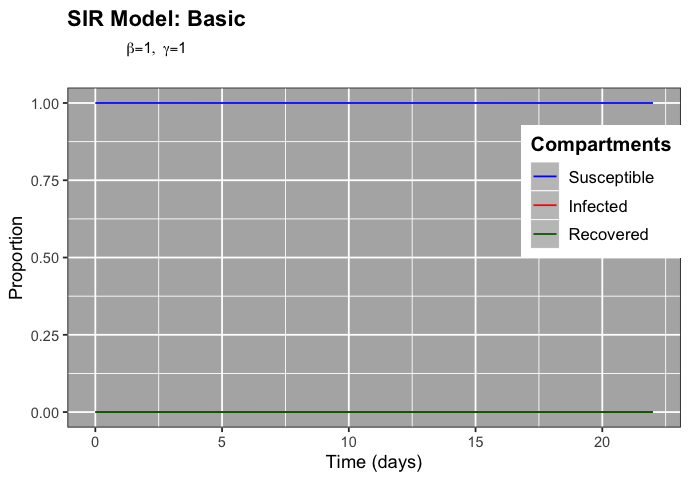 SIR Model: Basic
β=1, γ=1
1.00
0.75
0.50
0.25
0.00
Proportion
Compartments
Susceptible
Infected
Recovered
0 5 10 15 20
Time (days)